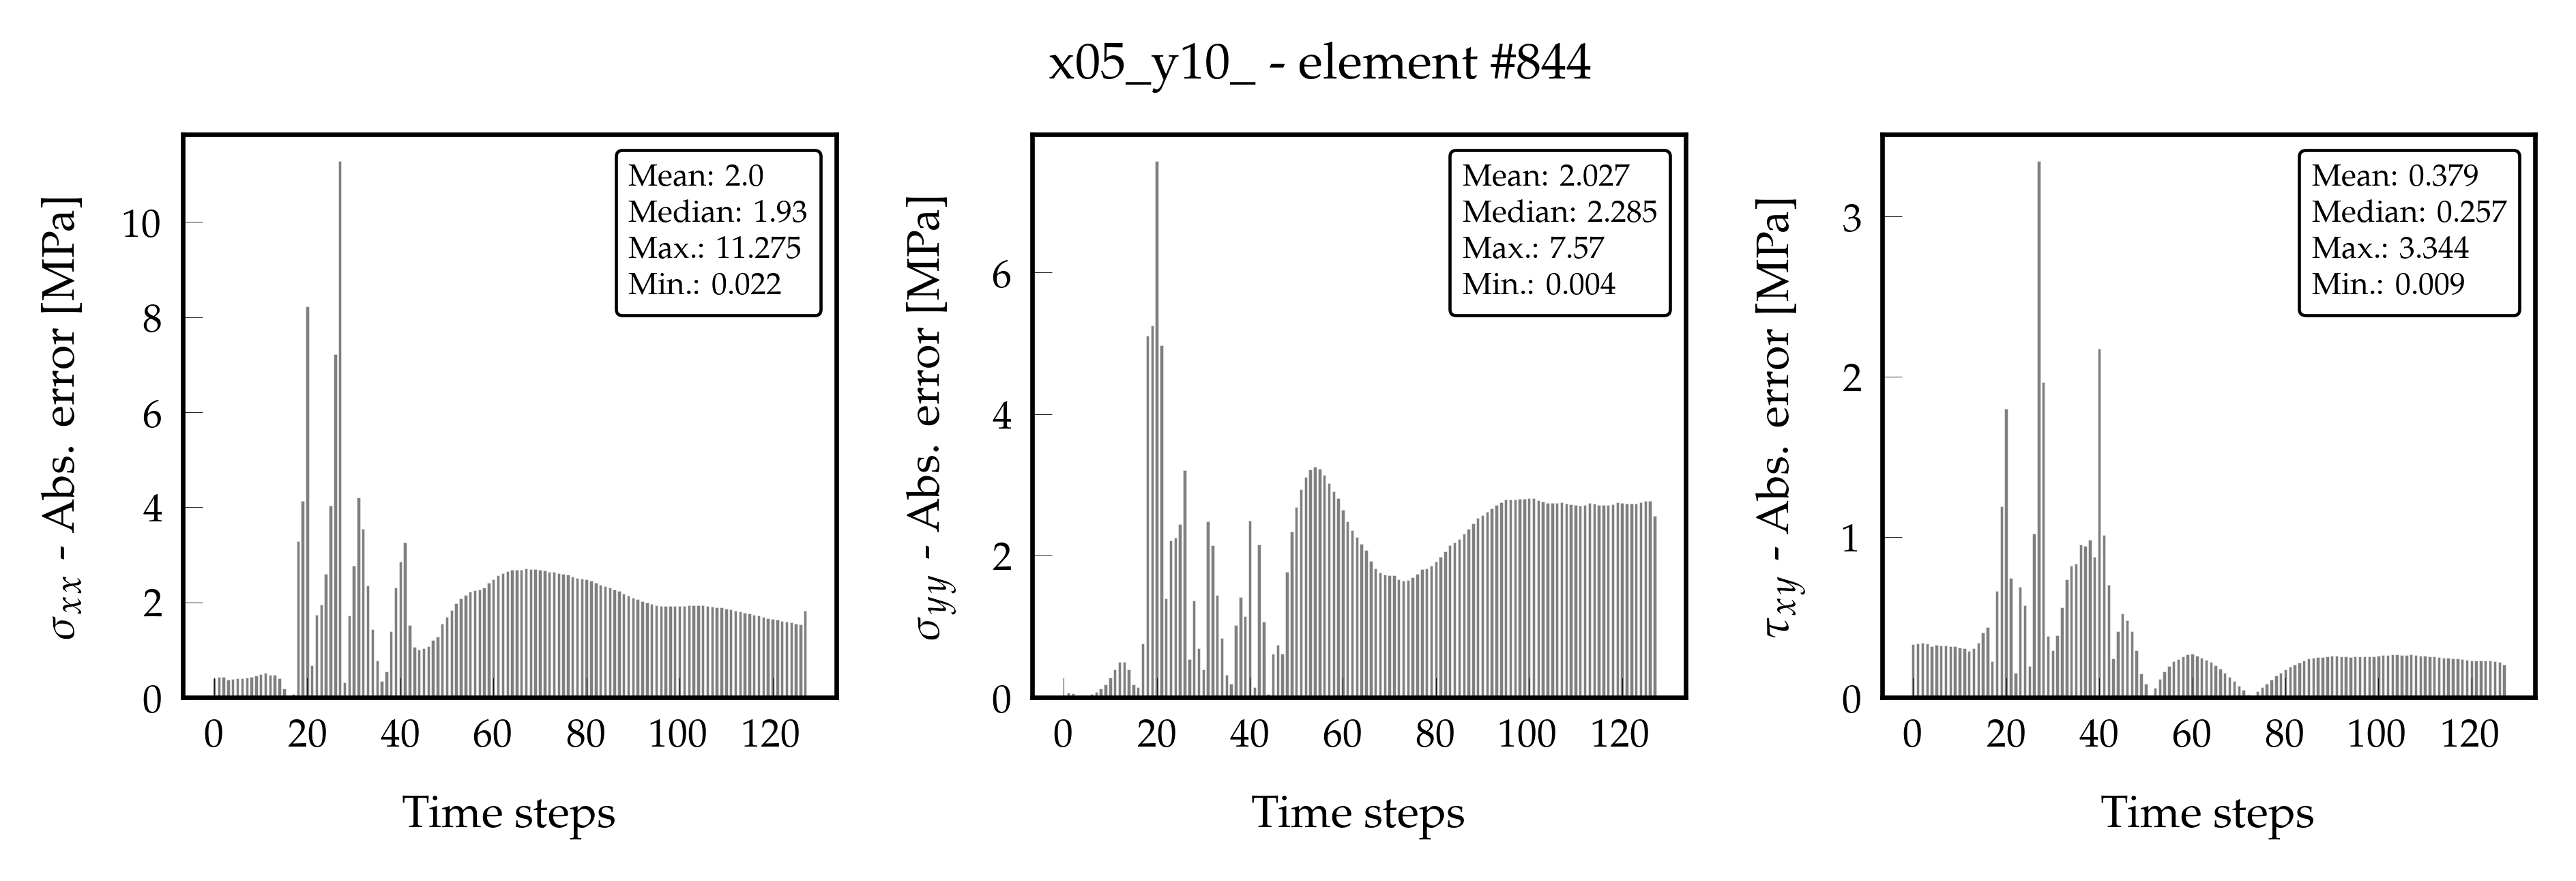 x05_y10_ - element #844
σxx - Abs. error [MPa]
10
8
6
4
2
0
Mean: 2.0
Median: 1.93
Max.: 11.275
Min.: 0.022
0 20 40 60 80 100 120
Time steps
σyy - Abs. error [MPa]
6
4
2
0
Mean: 2.027
Median: 2.285
Max.: 7.57
Min.: 0.004
0 20 40 60 80 100 120
Time steps
τxy - Abs. error [MPa]
3
2
1
0
Mean: 0.379
Median: 0.257
Max.: 3.344
Min.: 0.009
0 20 40 60 80 100 120
Time steps